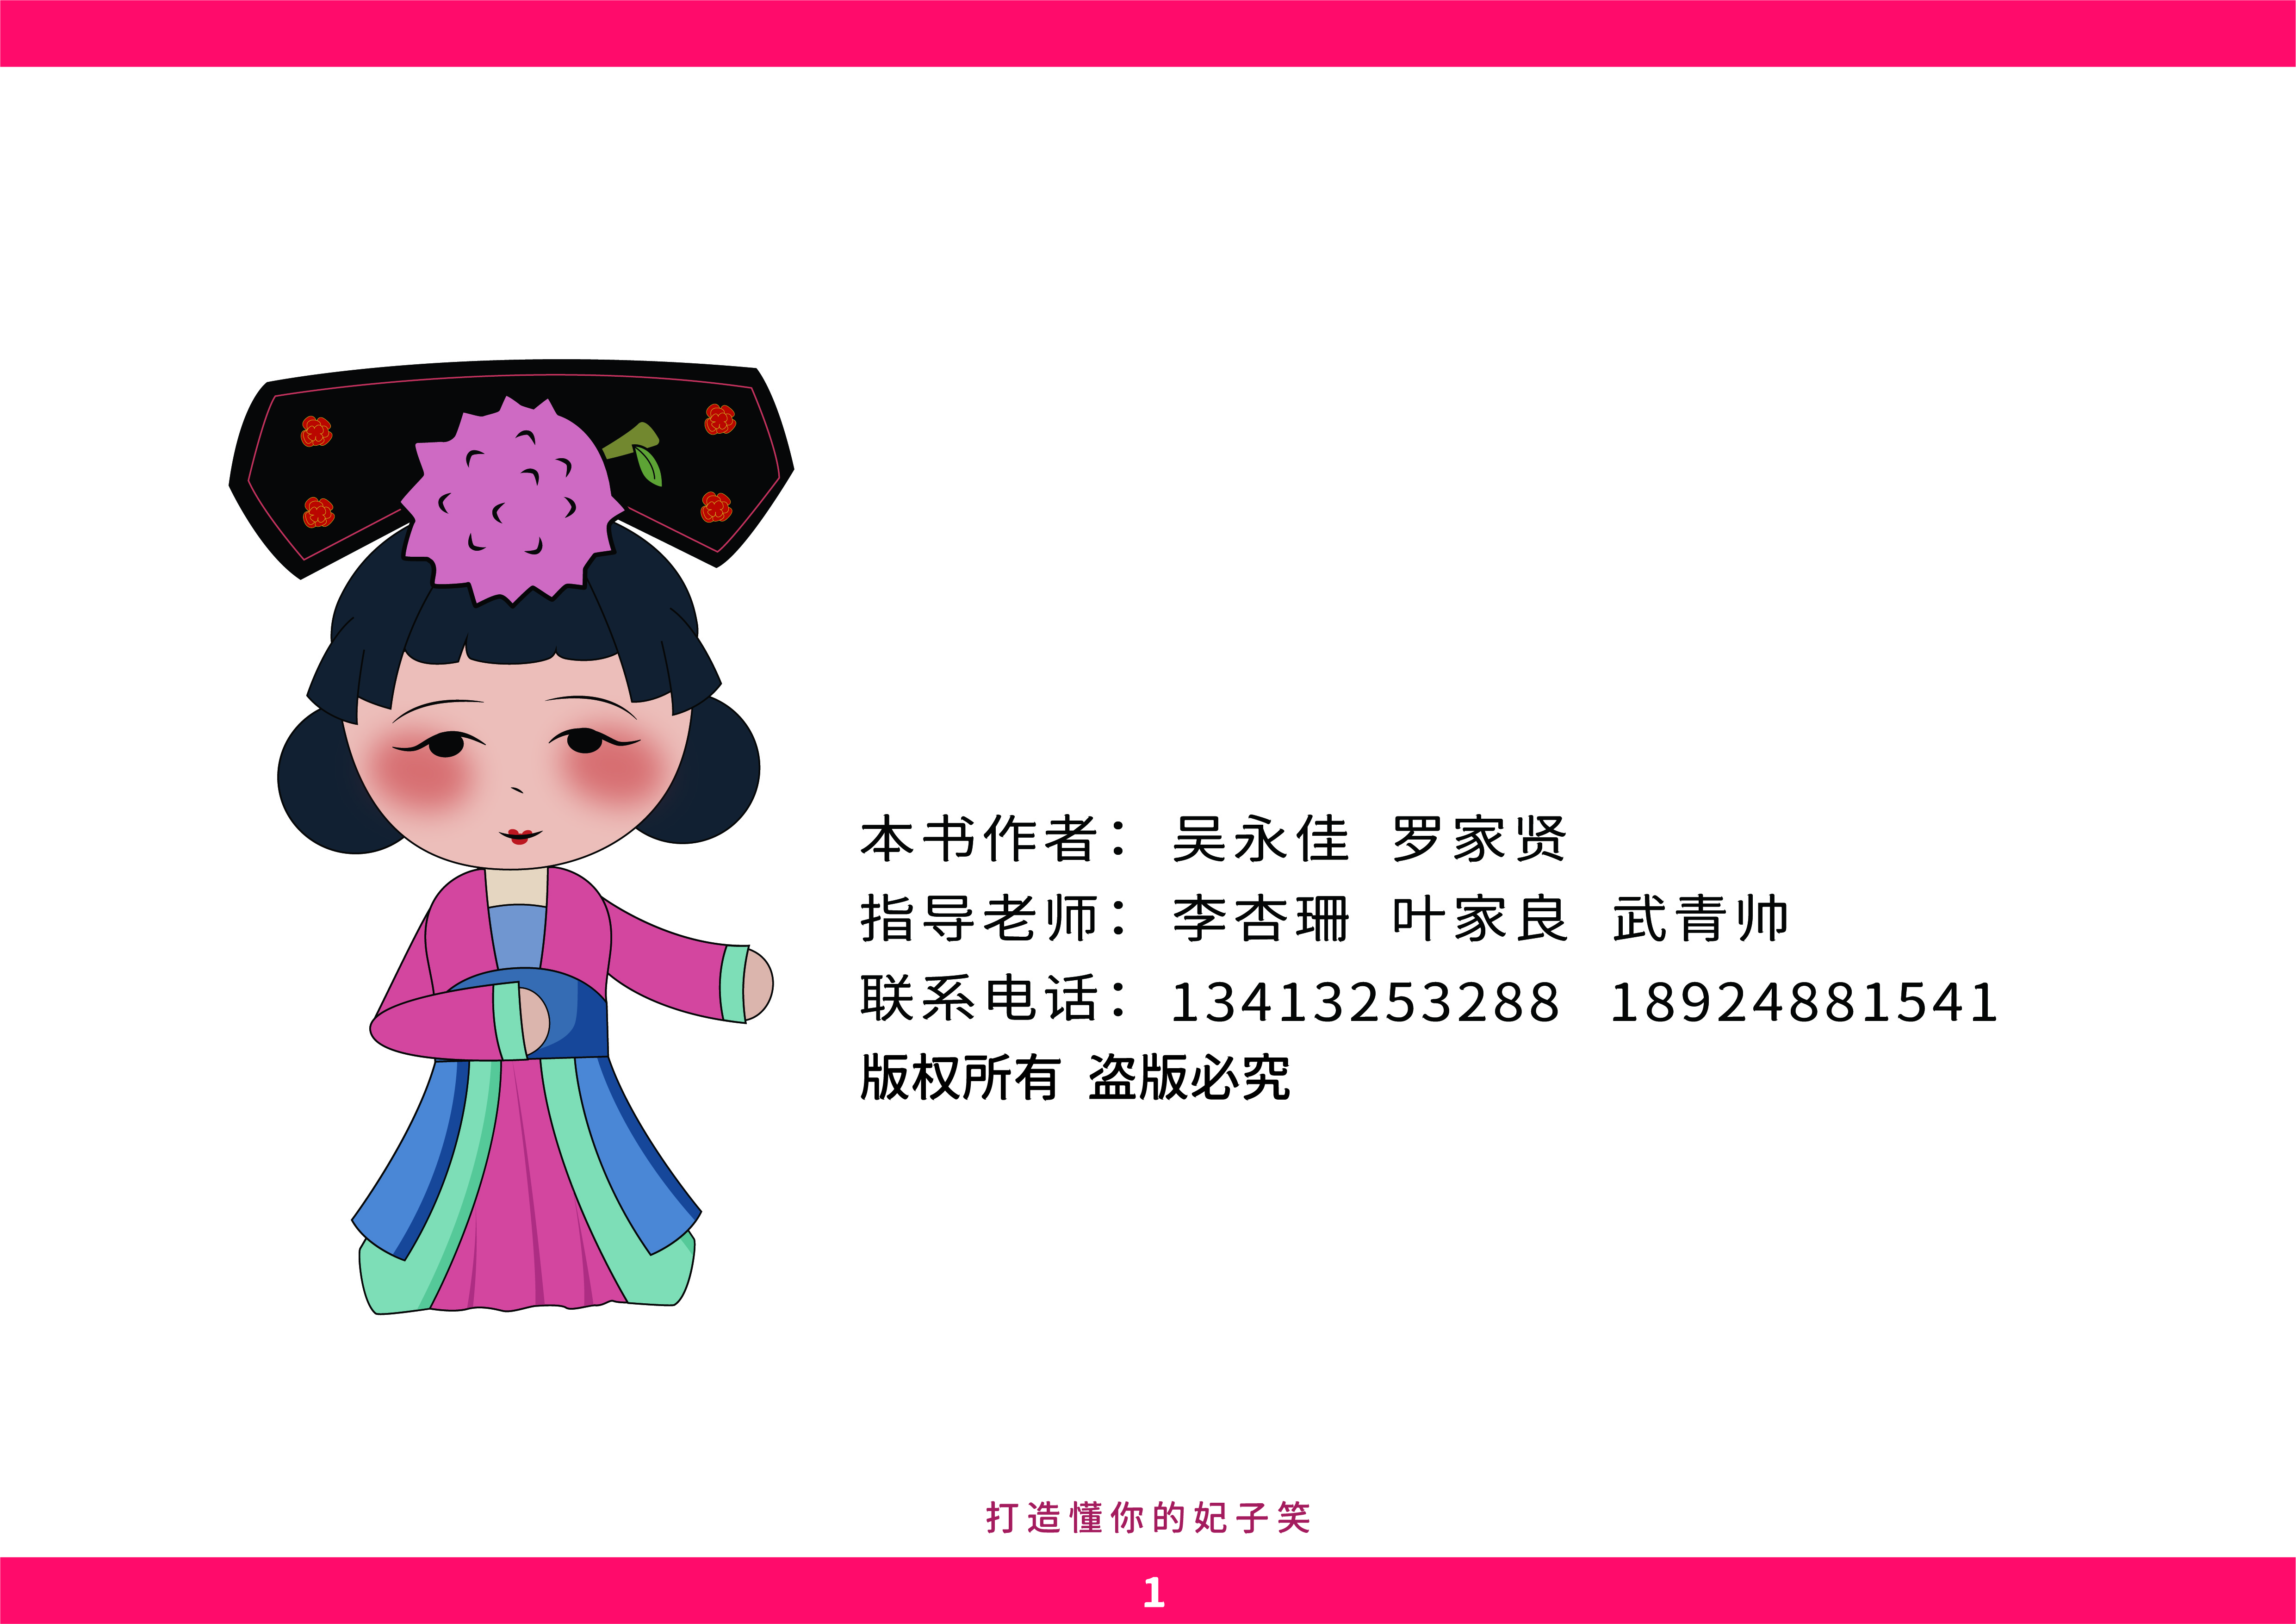 本书作者： 吴永佳 罗家贤
指导老师： 李杏珊 叶家良 武青帅
联系电话： 13413253288 18924881541
版权所有 盗版必究
打造懂你的妃子笑
1